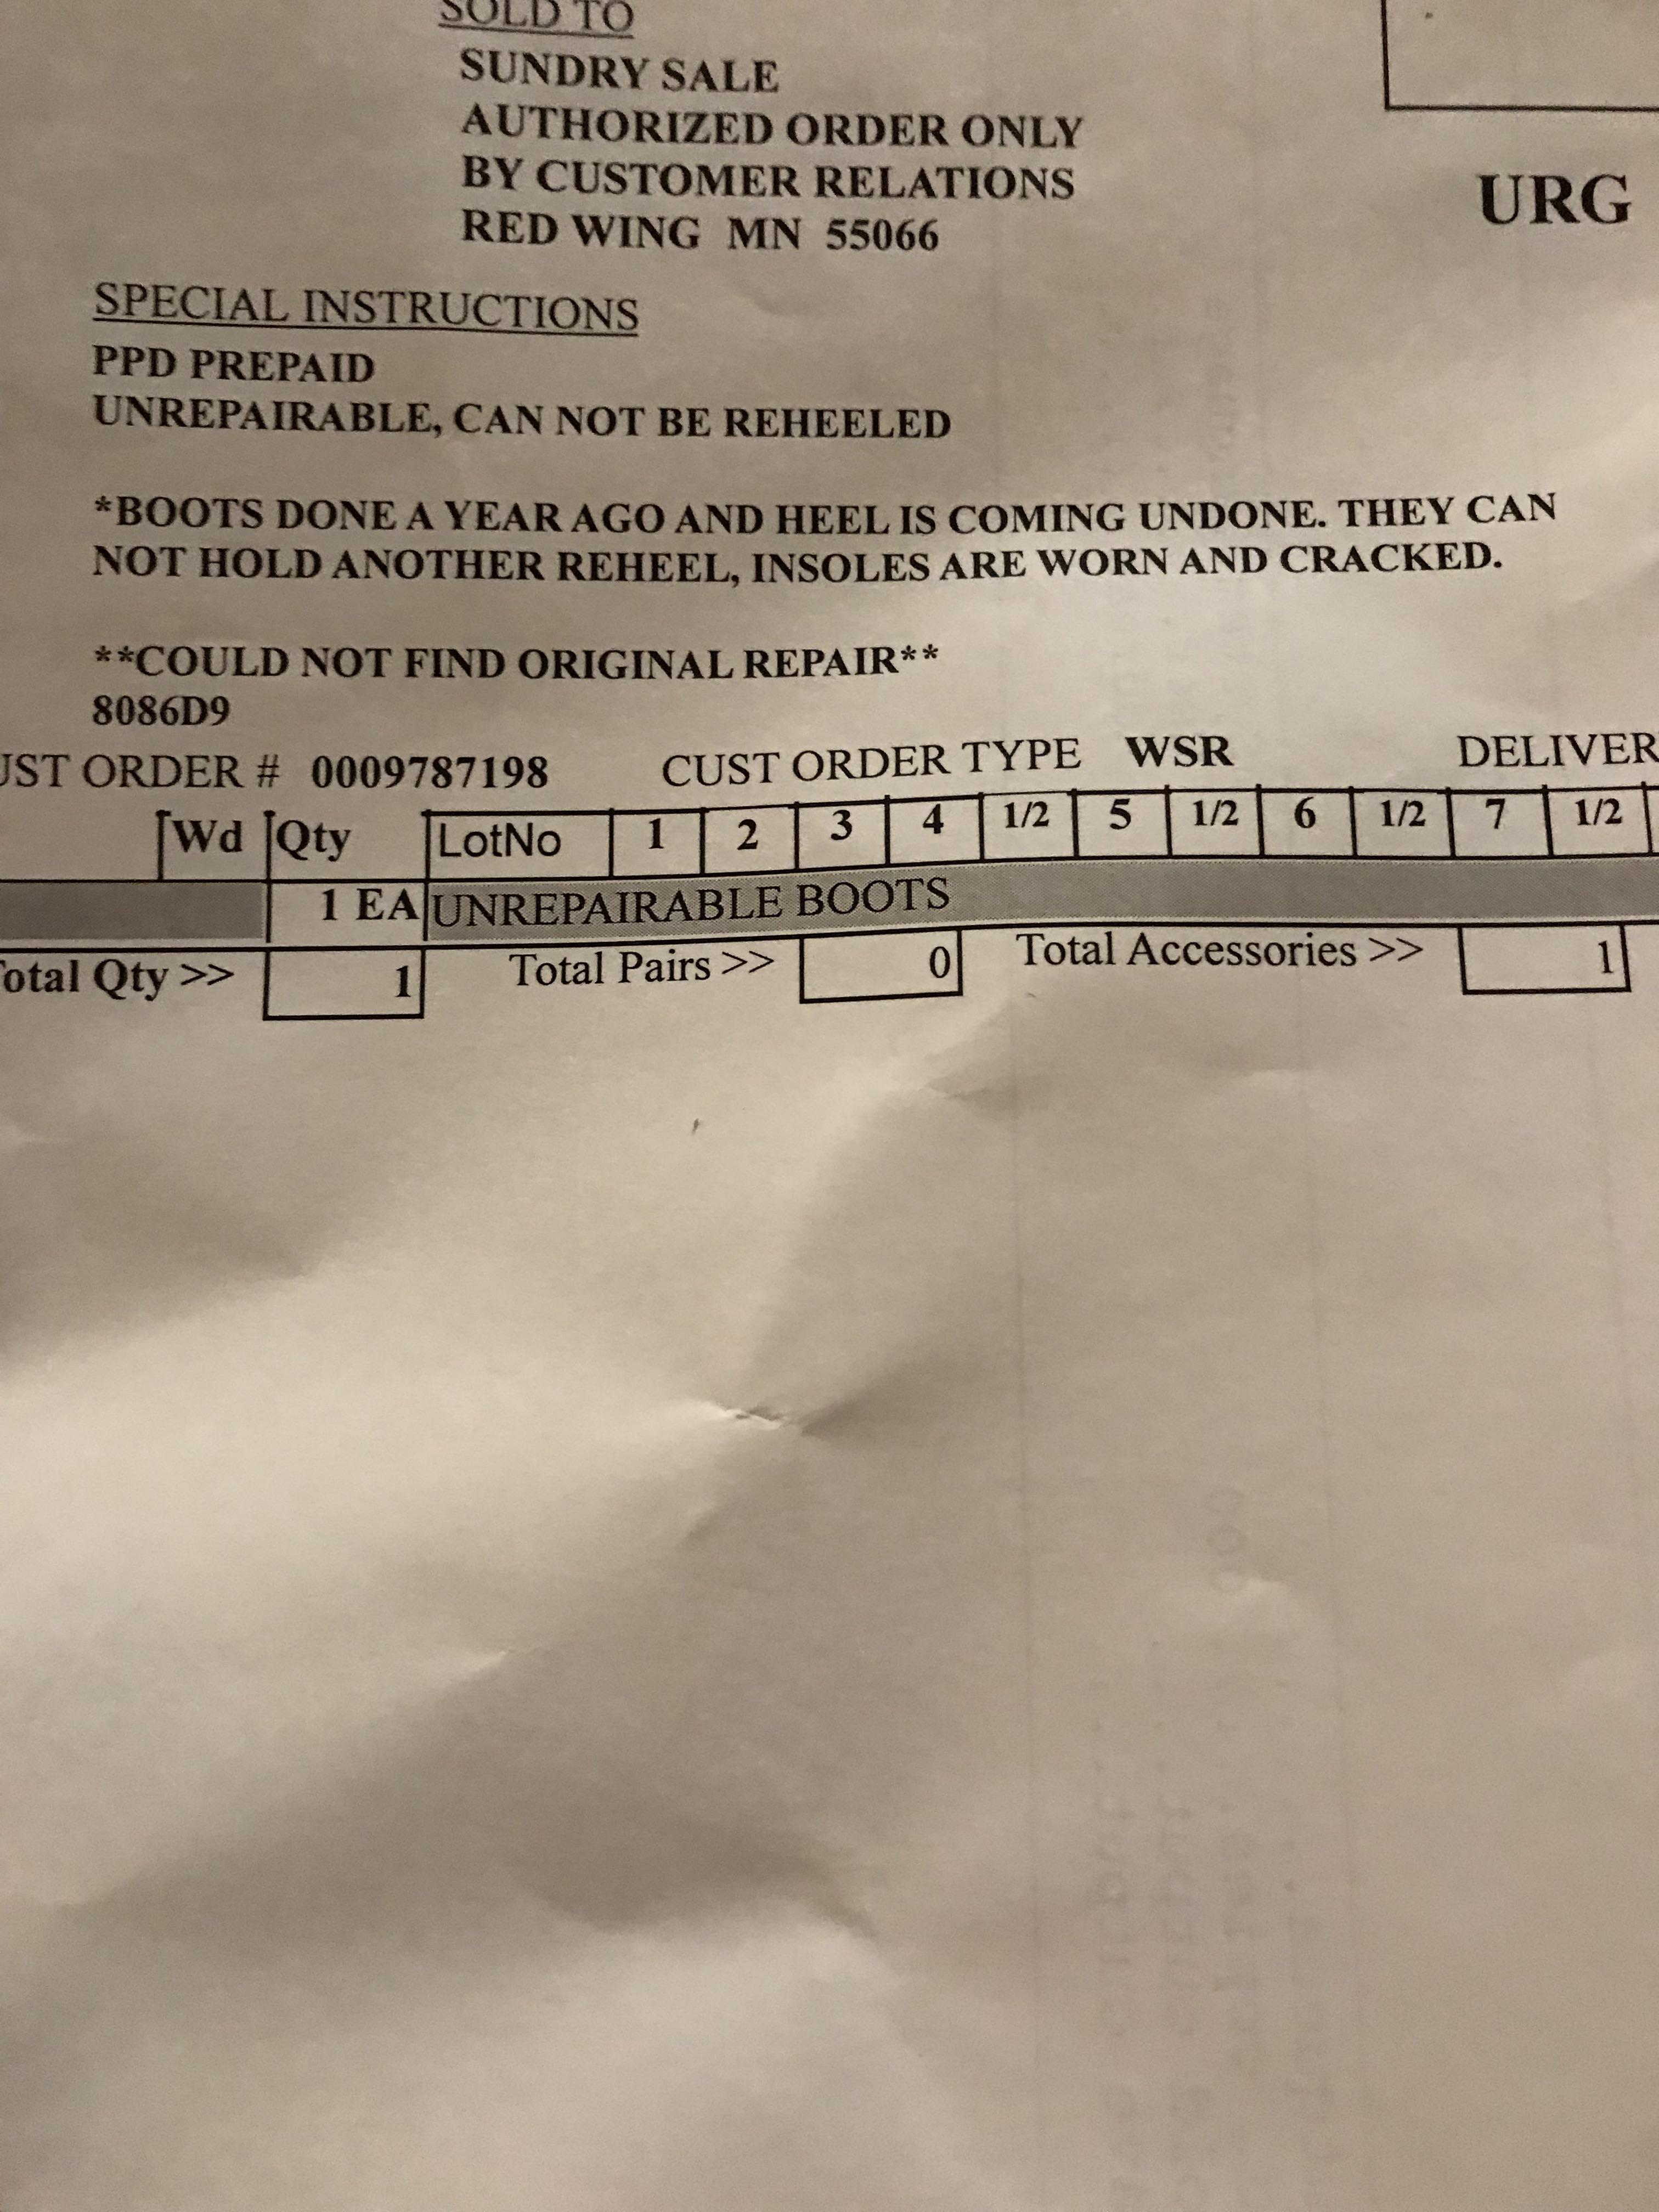 SOLD TO
SUNDRY SALE
AUTHORIZED ORDER ONLY
BY CUSTOMER RELATIONS
RED WING MN 55066
URG
SPECIAL INSTRUCTIONS
PPD PREPAID
UNREPAIRABLE, CAN NOT BE REHEELED
*BOOTS DONE A YEAR AGO AND HEEL IS COMING UNDONE. THEY CAN
NOT HOLD ANOTHER REHEEL, INSOLES ARE WORN AND CRACKED.
**COULD NOT FIND ORIGINAL REPAIR**
8086D9
UST ORDER # 0009787198 CUST ORDER TYPE WSR DELIVER
Wd Qty LotNo 1 2 3 4 1/2 5 1/2 6 1/2 7 1/2
1 EA UNREPAIRABLE BOOTS
otal Qty >> 1 Total Pairs >> 0 Total Accessories >> 1